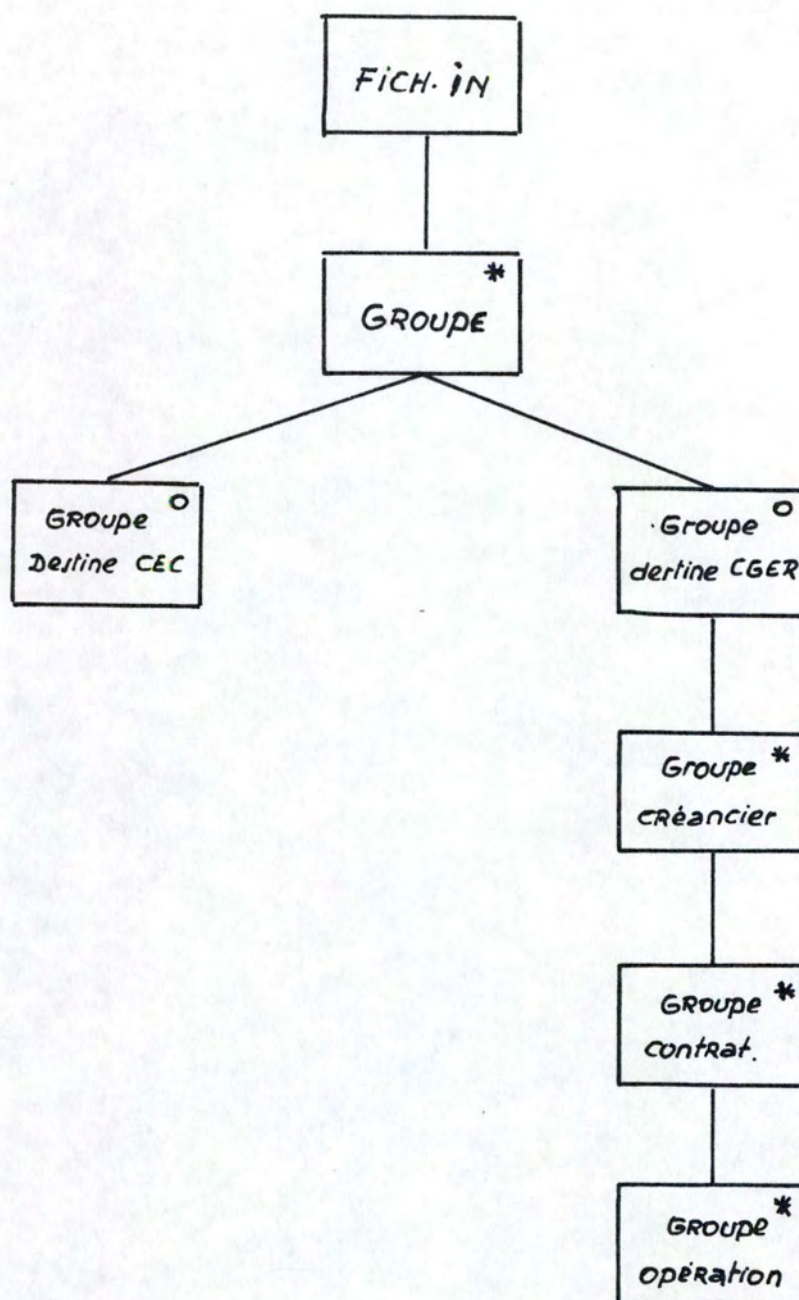 FICH. IN
*
GROUPE
GROUPE O
Destine CEC
Groupe O
destine CGER
Groupe *
CRéancier
GROUPE *
contRat.
GROUPE *
opéRation